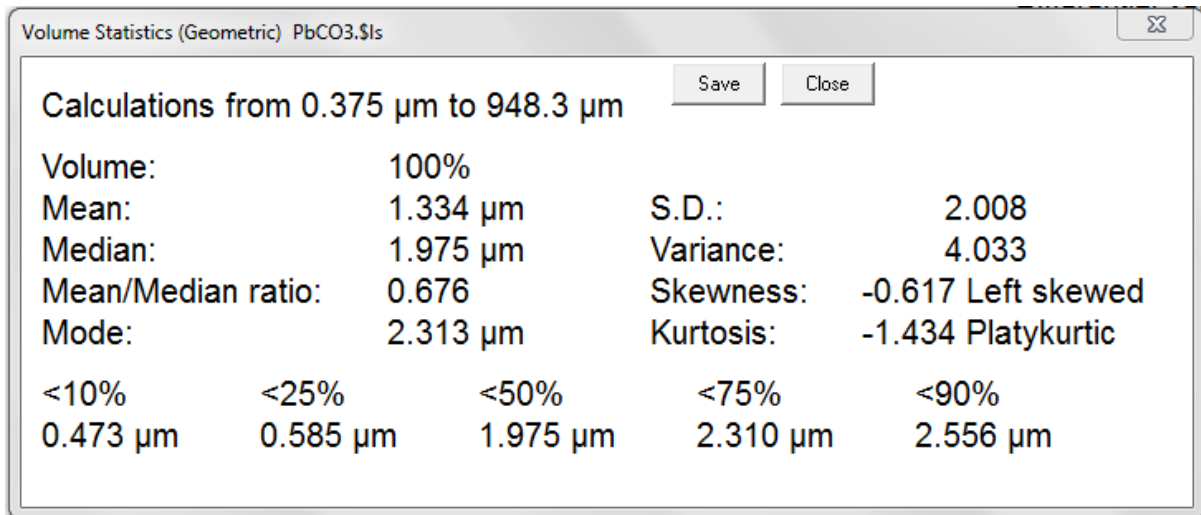 Volume Statistics (Geometric) PbCO3.$ls
Save Close
Calculations from 0.375 µm to 948.3 µm
Volume: 100%
Mean: 1.334 µm S.D.: 2.008
Median: 1.975 µm Variance: 4.033
Mean/Median ratio: 0.676 Skewness: -0.617 Left skewed
Mode: 2.313 µm Kurtosis: -1.434 Platykurtic
<10% <25% <50% <75% <90%
0.473 µm 0.585 µm 1.975 µm 2.310 µm 2.556 µm